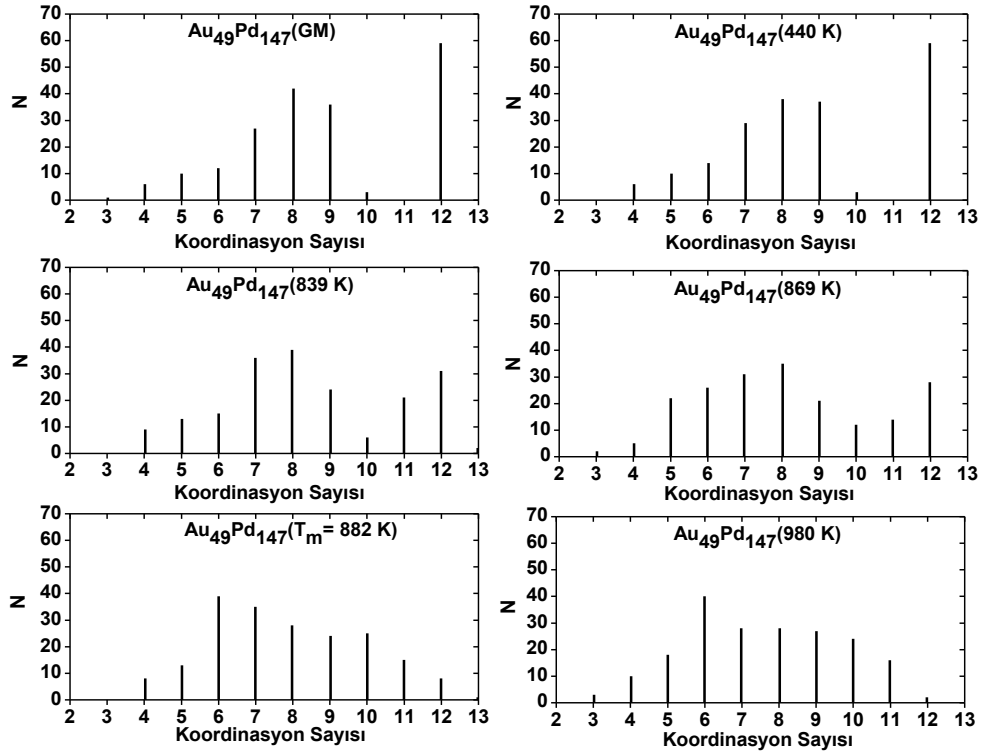 Au49Pd147(GM)
N
70
60
50
40
30
20
10
0
2 3 4 5 6 7 8 9 10 11 12 13
Koordinasyon Sayısı
Au49Pd147(440 K)
N
70
60
50
40
30
20
10
0
2 3 4 5 6 7 8 9 10 11 12 13
Koordinasyon Sayısı
Au49Pd147(839 K)
N
70
60
50
40
30
20
10
0
2 3 4 5 6 7 8 9 10 11 12 13
Koordinasyon Sayısı
Au49Pd147(869 K)
N
70
60
50
40
30
20
10
0
2 3 4 5 6 7 8 9 10 11 12 13
Koordinasyon Sayısı
Au49Pd147(Tm= 882 K)
N
70
60
50
40
30
20
10
0
2 3 4 5 6 7 8 9 10 11 12 13
Koordinasyon Sayısı
Au49Pd147(980 K)
N
70
60
50
40
30
20
10
0
2 3 4 5 6 7 8 9 10 11 12 13
Koordinasyon Sayısı